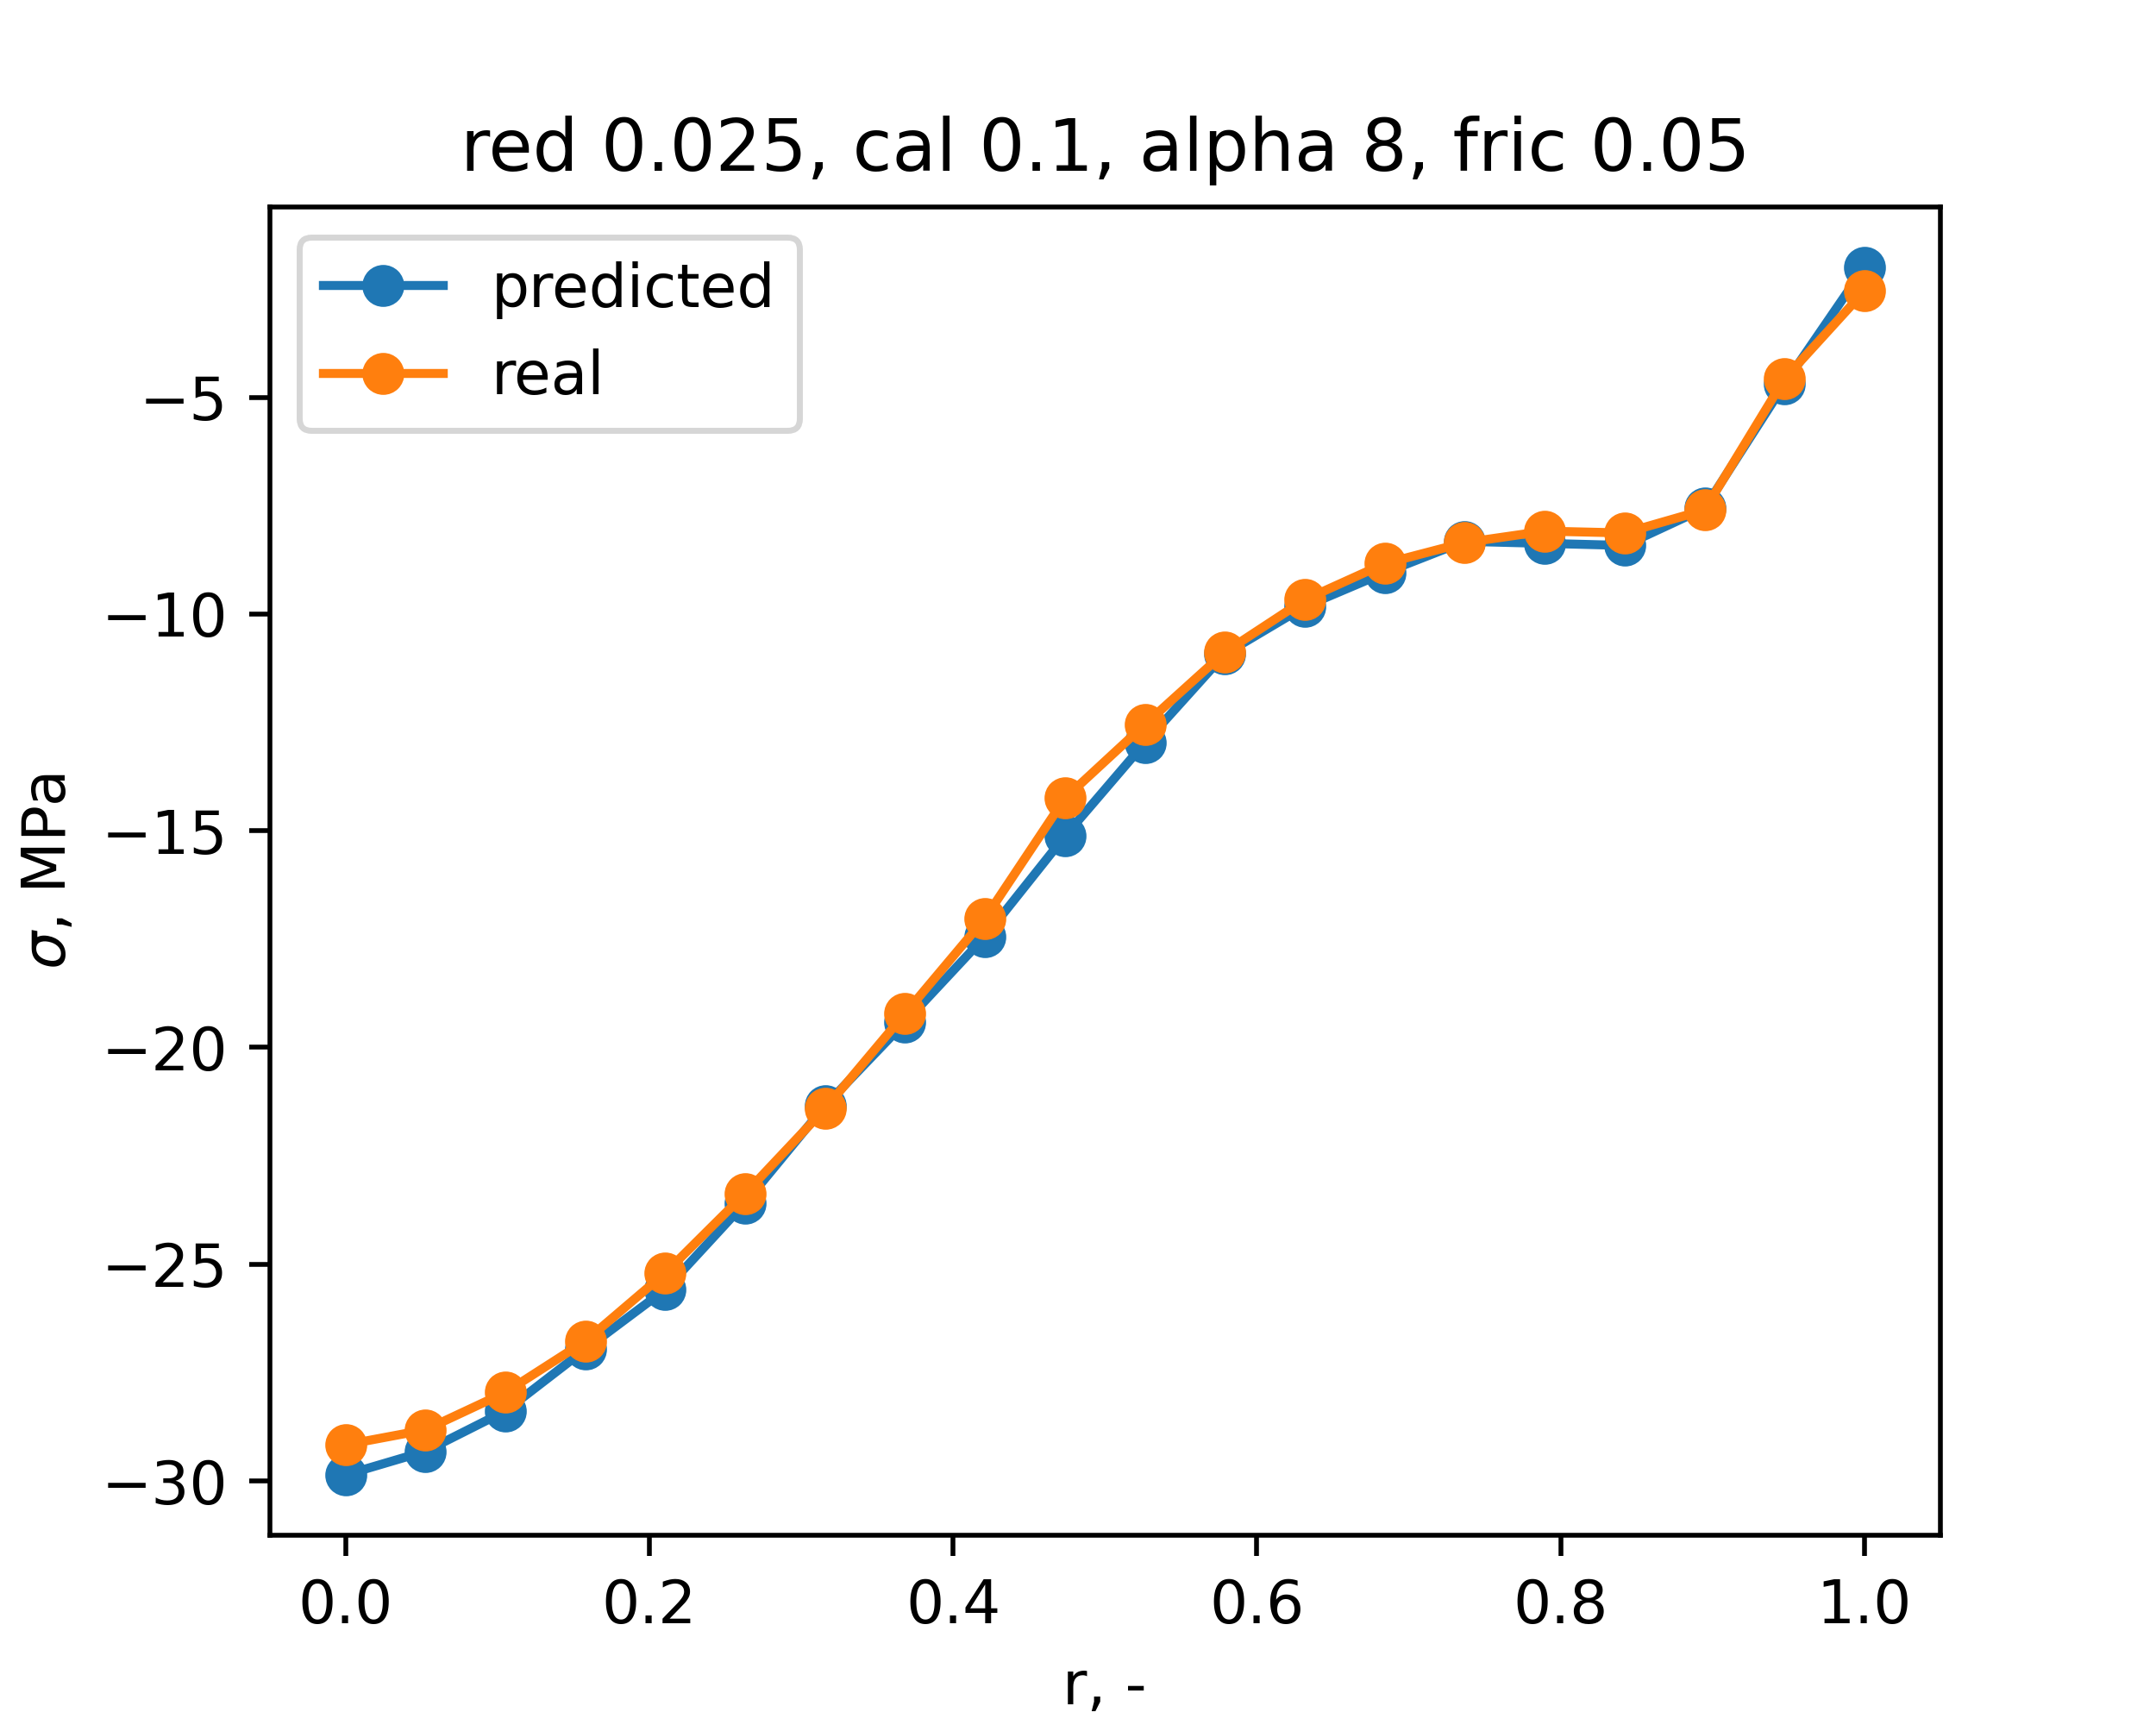 red 0.025, cal 0.1, alpha 8, fric 0.05
predicted
real
−5
−10
−15
−20
−25
−30
σ, MPa
0.0 0.2 0.4 0.6 0.8 1.0
r, -